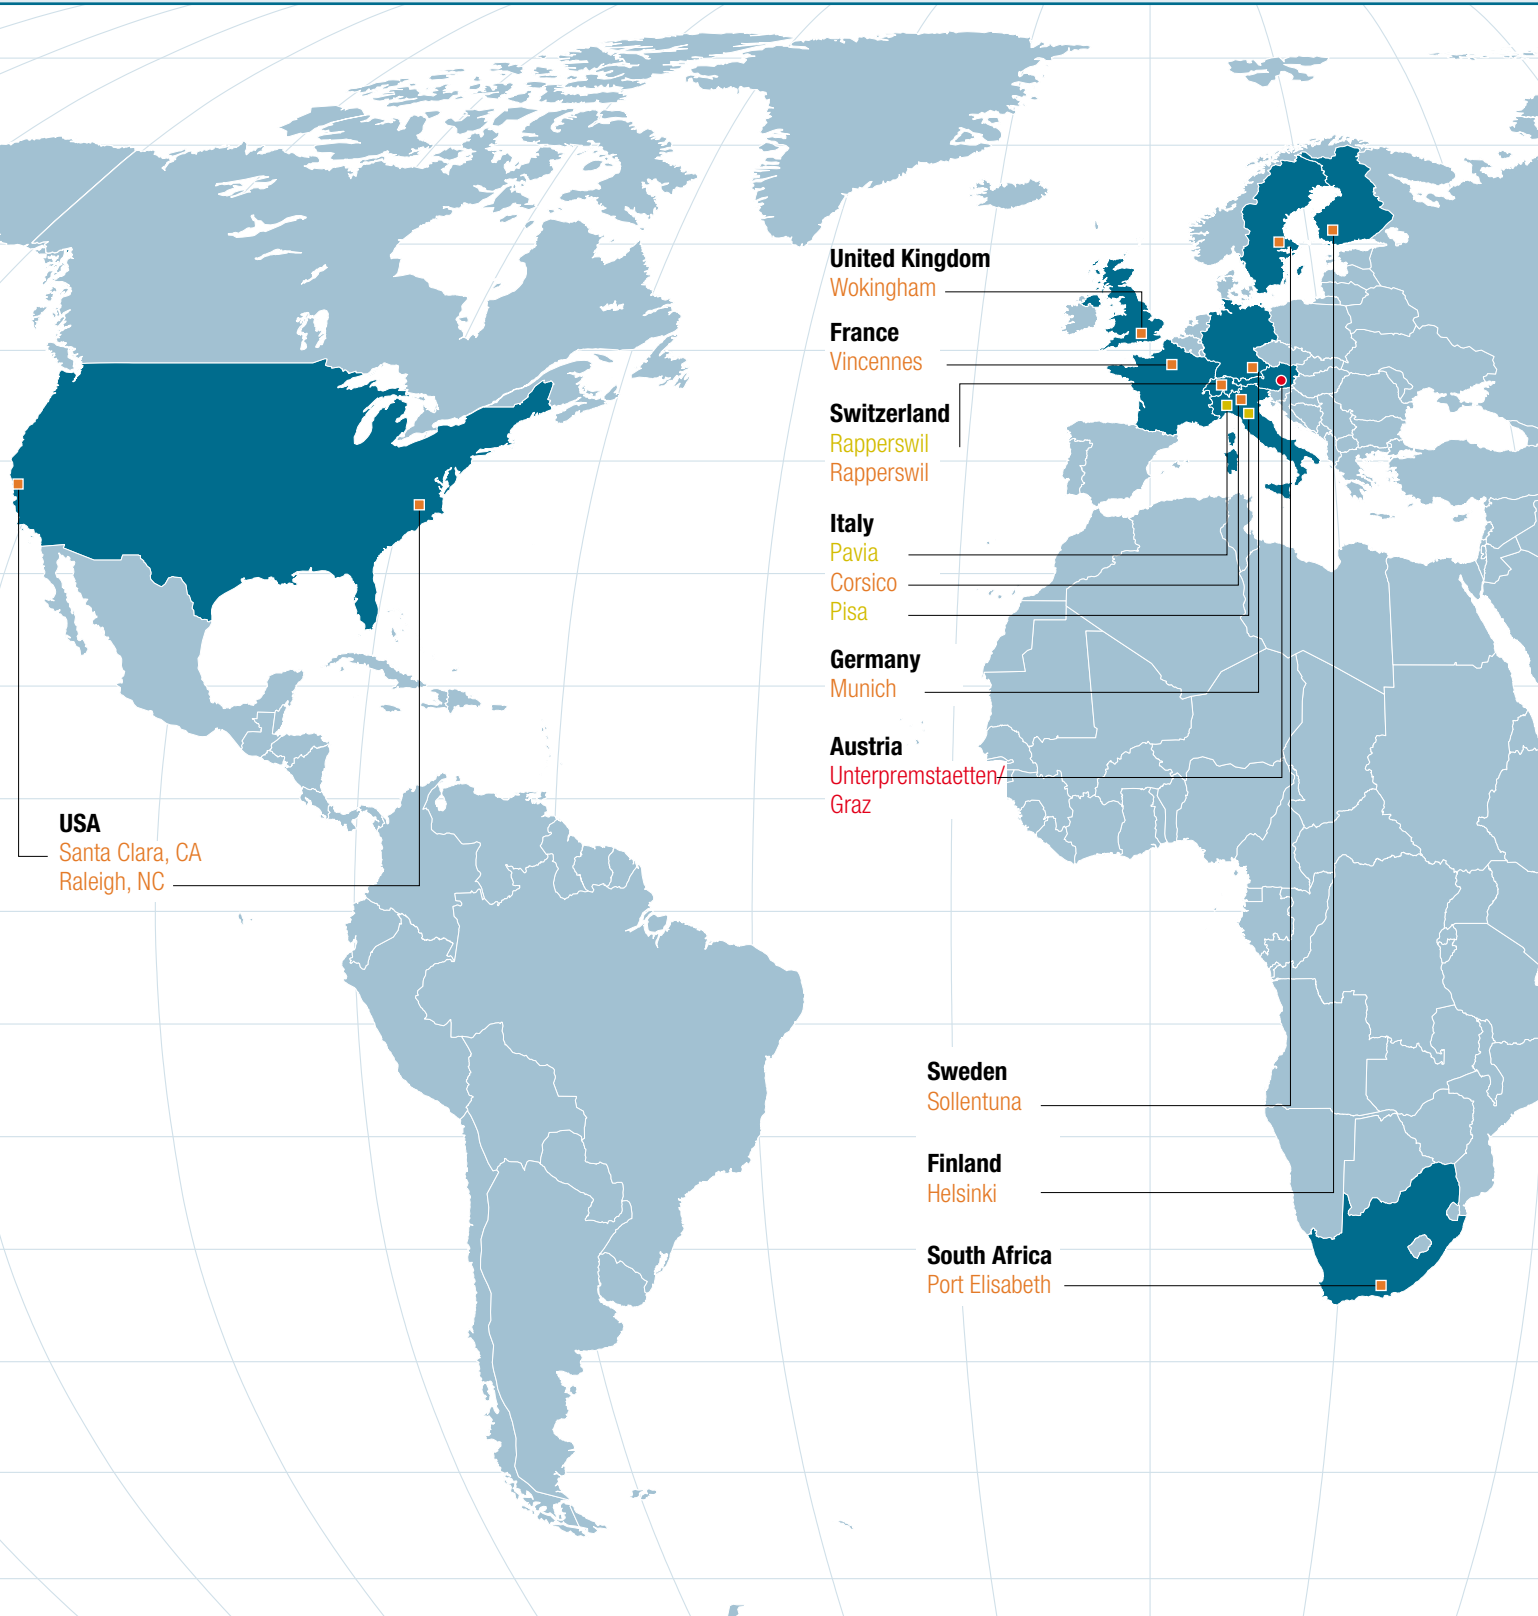 United Kingdom
Wokingham
France
Vincennes
Switzerland
Rapperswil
Rapperswil
Italy
Pavia
Corsico
Pisa
Germany
Munich
Austria
Unterpremstaetten/
Graz
USA
Santa Clara, CA
Raleigh, NC
Sweden
Sollentuna
Finland
Helsinki
South Africa
Port Elisabeth